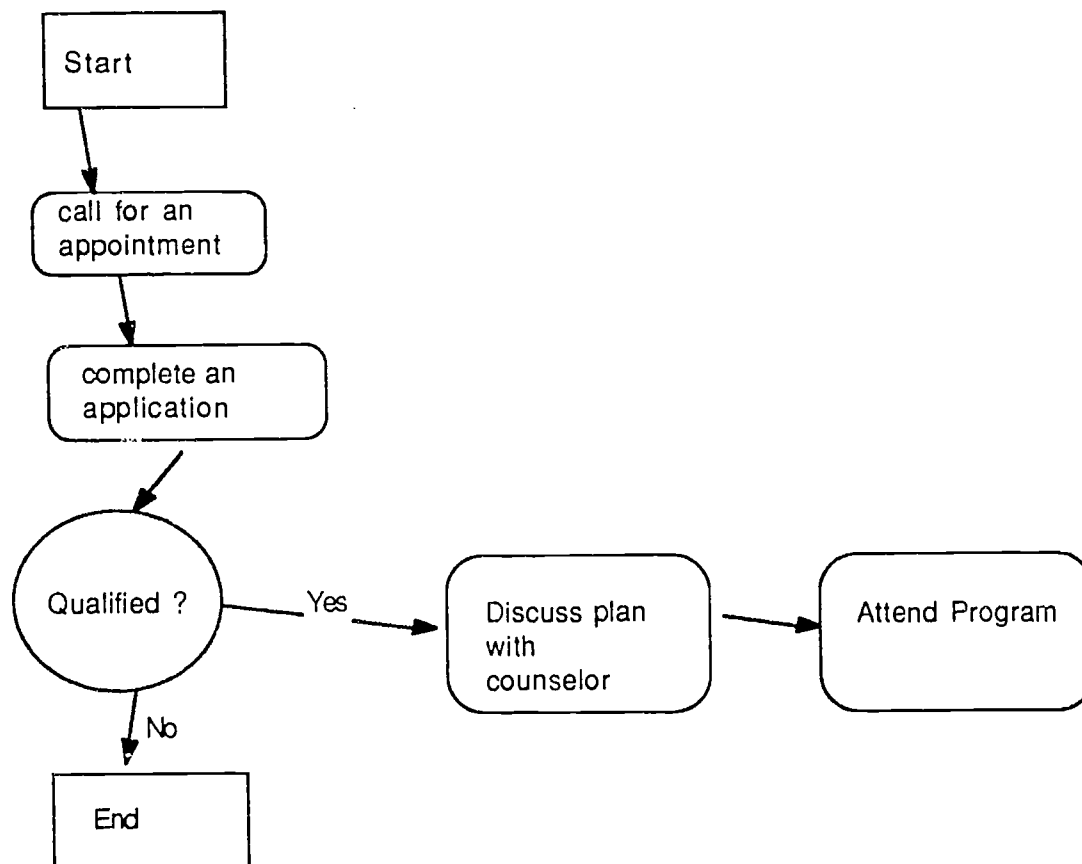 Start
call for an
appointment
complete an
application
Qualified ?
Yes
Discuss plan
with
counselor
Attend Program
No
End